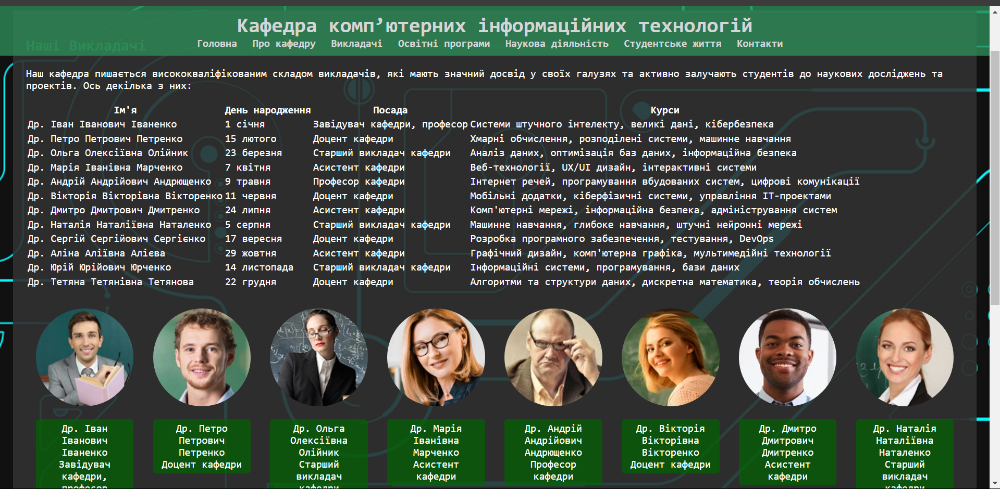 Кафедра комп’ютерних інформаційних технологій
Головна Про кафедру Викладачі Освітні програми Наукова діяльність Студентське життя Контакти
Наші Викладачі
Наш кафедра пишається висококваліфікованим складом викладачів, які мають значний досвід у своїх галузях та активно залучають студентів до наукових досліджень та
проектів. Ось декілька з них:
Ім'я День народження Посада Курси
Др. Іван Іванович Іваненко 1 січня Завідувач кафедри, професор Системи штучного інтелекту, великі дані, кібербезпека
Др. Петро Петрович Петренко 15 лютого Доцент кафедри Хмарні обчислення, розподілені системи, машинне навчання
Др. Ольга Олексіївна Олійник 23 березня Старший викладач кафедри Аналіз даних, оптимізація баз даних, інформаційна безпека
Др. Марія Іванівна Марченко 7 квітня Асистент кафедри Веб-технології, UX/UI дизайн, інтерактивні системи
Др. Андрій Андрійович Андрющенко 9 травня Професор кафедри Інтернет речей, програмування вбудованих систем, цифрові комунікації
Др. Вікторія Вікторівна Вікторенко 11 червня Доцент кафедри Мобільні додатки, кіберфізичні системи, управління ІТ-проектами
Др. Дмитро Дмитрович Дмитренко 24 липня Асистент кафедри Комп'ютерні мережі, інформаційна безпека, адміністрування систем
Др. Наталія Наталіївна Наталенко 5 серпня Старший викладач кафедри Машинне навчання, глибоке навчання, штучні нейронні мережі
Др. Сергій Сергійович Сергієнко 17 вересня Доцент кафедри Розробка програмного забезпечення, тестування, DevOps
Др. Аліна Аліївна Алієва 29 жовтня Асистент кафедри Графічний дизайн, комп'ютерна графіка, мультимедійні технології
Др. Юрій Юрійович Юрченко 14 листопада Старший викладач кафедри Інформаційні системи, програмування, бази даних
Др. Тетяна Тетянівна Тетянова 22 грудня Доцент кафедри Алгоритми та структури даних, дискретна математика, теорія обчислень
Др. Іван
Іванович
Іваненко
Завідувач
кафедри,
професор
Др. Петро
Петрович
Петренко
Доцент кафедри
Др. Ольга
Олексіївна
Олійник
Старший
викладач
кафедри
Др. Марія
Іванівна
Марченко
Асистент
кафедри
Др. Андрій
Андрійович
Андрющенко
Професор
кафедри
Др. Вікторія
Вікторівна
Вікторенко
Доцент кафедри
Др. Дмитро
Дмитрович
Дмитренко
Асистент
кафедри
Др. Наталія
Наталіївна
Наталенко
Старший
викладач
кафедри